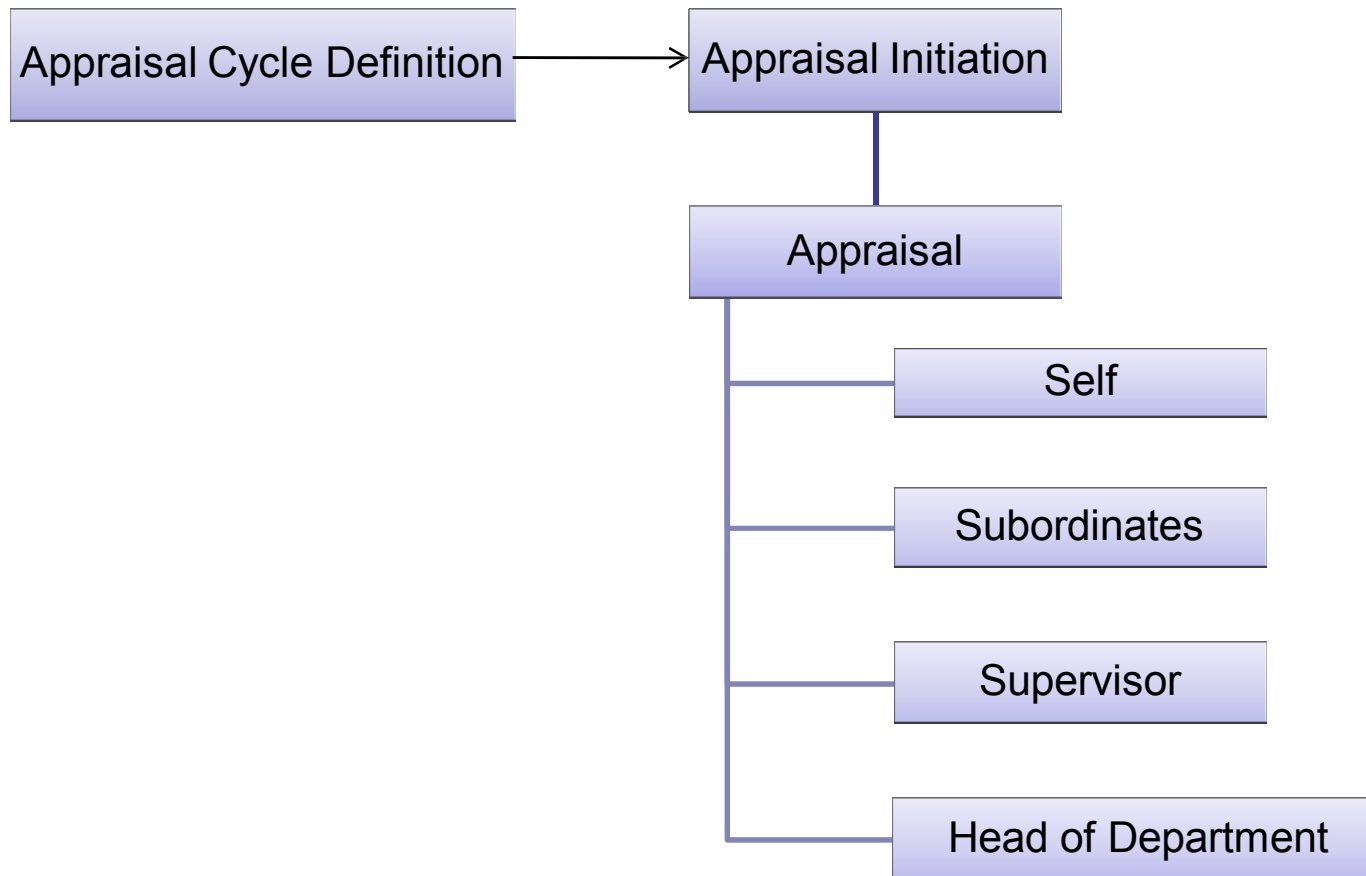 Appraisal Cycle Definition
Appraisal Initiation
Appraisal
Self
Subordinates
Supervisor
Head of Department